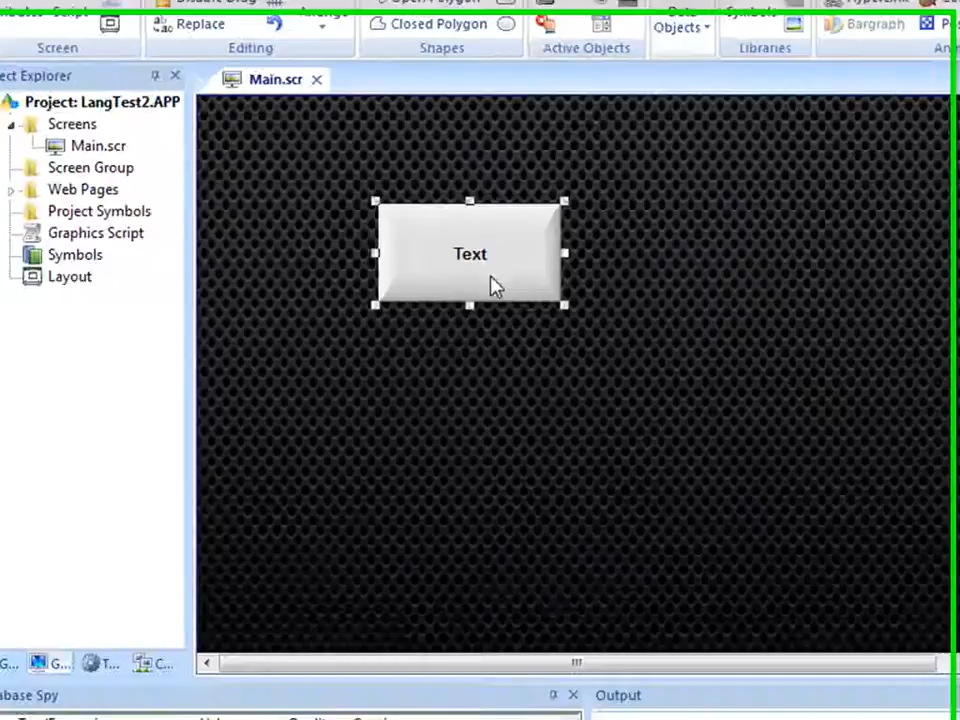 Replace
Closed Polygon
Objects
Bargraph
Screen
Editing
Shapes
Active Objects
Libraries
ect Explorer
Main.scr
Project: LangTest2.APP
Screens
Main.scr
Screen Group
Web Pages
Project Symbols
Graphics Script
Symbols
Layout
Text
G...
G...
T...
C...
abase Spy
Output